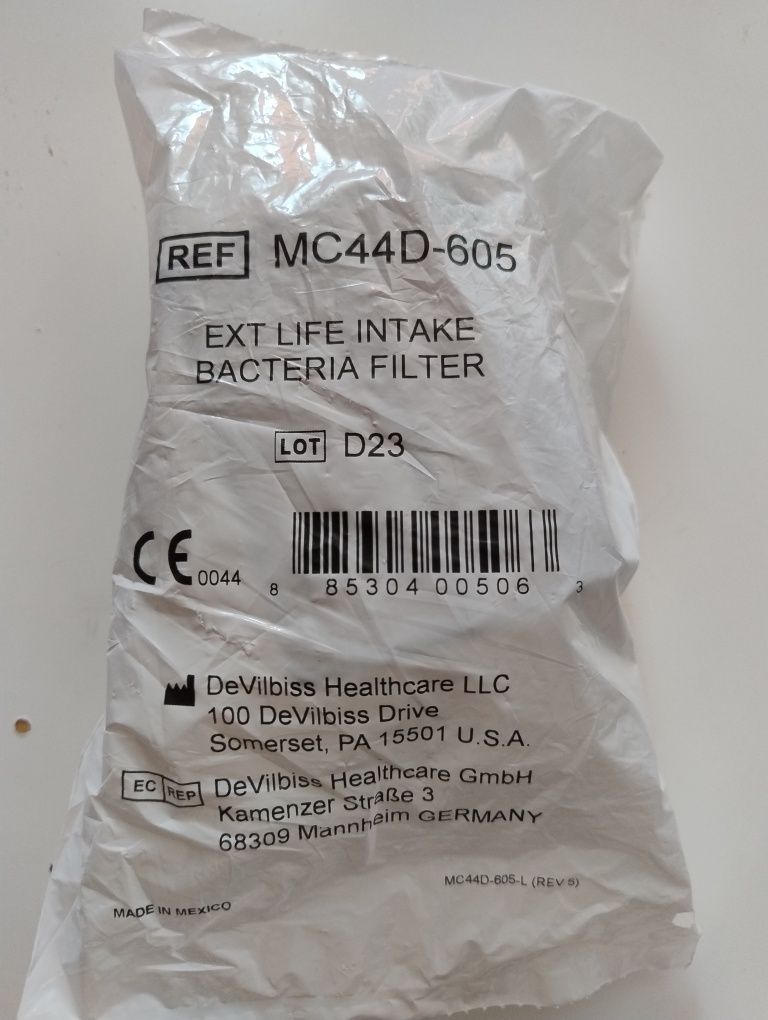 REF MC44D-605
EXT LIFE INTAKE
BACTERIA FILTER
LOT D23
CE 0044
8 85304 00506 3
DeVilbiss Healthcare LLC
100 DeVilbiss Drive
Somerset, PA 15501 U.S.A.
EC REP DeVilbiss Healthcare GmbH
Kamenzer Straße 3
68309 Mannheim GERMANY
MC44D-605-L (REV 5)
MADE IN MEXICO